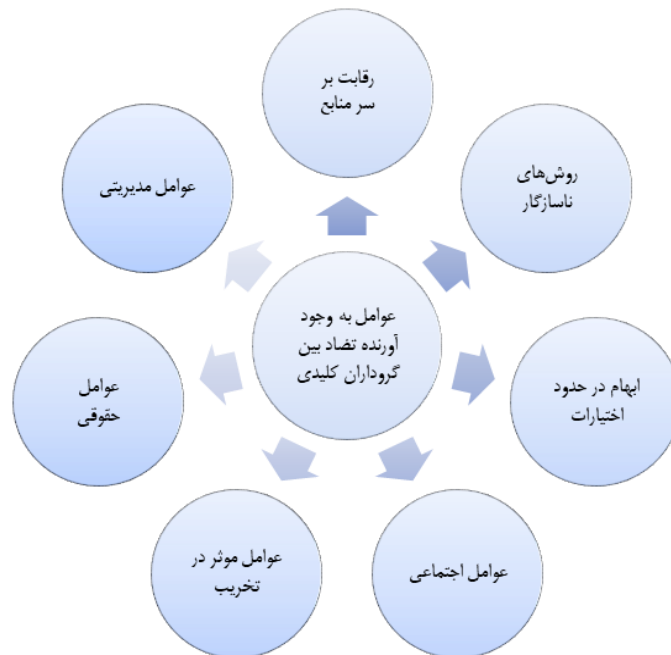 رقابت بر
سر منابع
روش‌های
ناسازگار
ابهام در حدود
اختیارات
عوامل اجتماعی
عوامل موثر در
تخریب
عوامل
حقوقی
عوامل مدیریتی
عوامل به وجود
آورنده تضاد بین
گروداران کلیدی